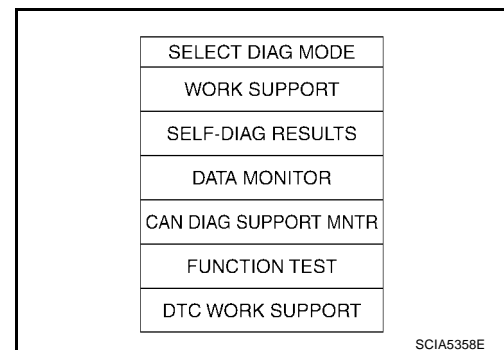 SELECT DIAG MODE
WORK SUPPORT
SELF-DIAG RESULTS
DATA MONITOR
CAN DIAG SUPPORT MNTR
FUNCTION TEST
DTC WORK SUPPORT
SCIA5358E